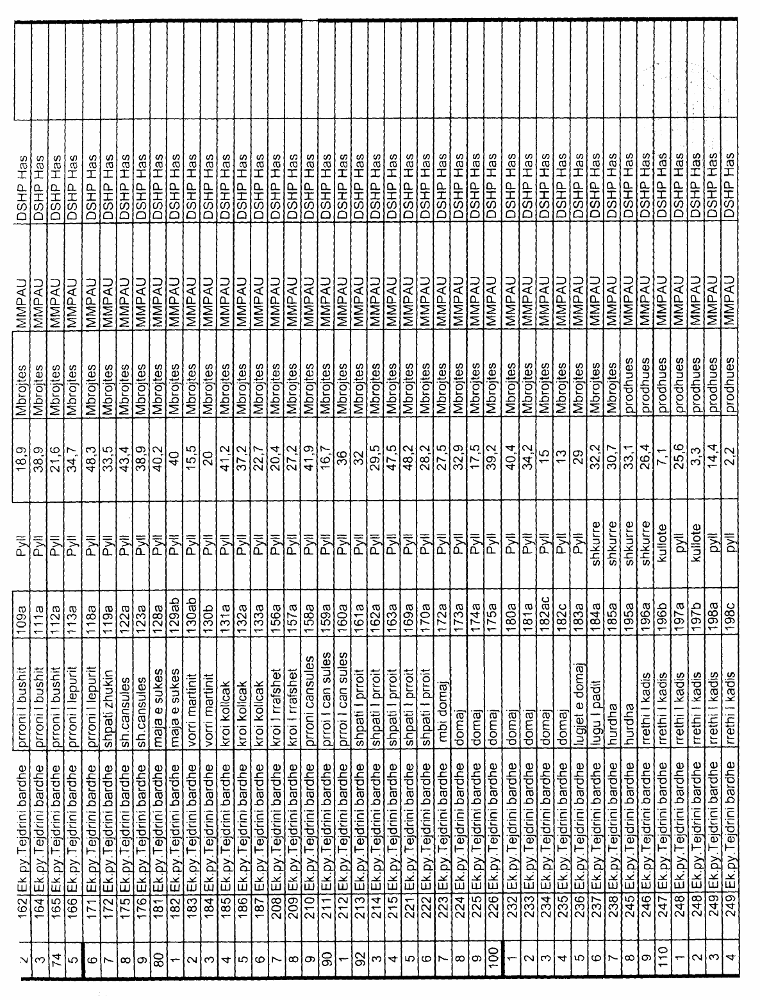 2 162 Ek.py.Tejdrini bardhe prroni I bushit 109a Pyll 18,9 Mbrojtes MMPAU DSHP Has
3 164 Ek.py.Tejdrini bardhe prroni I bushit 111a Pyll 38,9 Mbrojtes MMPAU DSHP Has
74 165 Ek.py.Tejdrini bardhe prroni I bushit 112a Pyll 21,6 Mbrojtes MMPAU DSHP Has
5 166 Ek.py.Tejdrini bardhe prroni I lepurit 113a Pyll 34,7 Mbrojtes MMPAU DSHP Has
6 171 Ek.py.Tejdrini bardhe prroni I lepurit 118a Pyll 48,3 Mbrojtes MMPAU DSHP Has
7 172 Ek.py.Tejdrini bardhe shpati zhukin 119a Pyll 33,5 Mbrojtes MMPAU DSHP Has
8 175 Ek.py.Tejdrini bardhe sh.cansules 122a Pyll 43,4 Mbrojtes MMPAU DSHP Has
9 176 Ek.py.Tejdrini bardhe sh.cansules 123a Pyll 38,9 Mbrojtes MMPAU DSHP Has
80 181 Ek.py.Tejdrini bardhe maja e sukes 128a Pyll 40,2 Mbrojtes MMPAU DSHP Has
1 182 Ek.py.Tejdrini bardhe maja e sukes 129ab Pyll 40 Mbrojtes MMPAU DSHP Has
2 183 Ek.py.Tejdrini bardhe vorri martinit 130ab Pyll 15,5 Mbrojtes MMPAU DSHP Has
3 184 Ek.py.Tejdrini bardhe vorri martinit 130b Pyll 20 Mbrojtes MMPAU DSHP Has
4 185 Ek.py.Tejdrini bardhe kroi kolicak 131a Pyll 41,2 Mbrojtes MMPAU DSHP Has
5 186 Ek.py.Tejdrini bardhe kroi kolicak 132a Pyll 37,2 Mbrojtes MMPAU DSHP Has
6 187 Ek.py.Tejdrini bardhe kroi kolicak 133a Pyll 22,7 Mbrojtes MMPAU DSHP Has
7 208 Ek.py.Tejdrini bardhe kroi I rrafshet 156a Pyll 20,4 Mbrojtes MMPAU DSHP Has
8 209 Ek.py.Tejdrini bardhe kroi I rrafshet 157a Pyll 27,2 Mbrojtes MMPAU DSHP Has
9 210 Ek.py.Tejdrini bardhe prroni cansules 158a Pyll 41,9 Mbrojtes MMPAU DSHP Has
90 211 Ek.py.Tejdrini bardhe prroi I can sules 159a Pyll 16,7 Mbrojtes MMPAU DSHP Has
1 212 Ek.py.Tejdrini bardhe prroi I can sules 160a Pyll 36 Mbrojtes MMPAU DSHP Has
92 213 Ek.py.Tejdrini bardhe shpati I prroit 161a Pyll 32 Mbrojtes MMPAU DSHP Has
3 214 Ek.py.Tejdrini bardhe shpati I prroit 162a Pyll 29,5 Mbrojtes MMPAU DSHP Has
4 215 Ek.py.Tejdrini bardhe shpati I prroit 163a Pyll 47,5 Mbrojtes MMPAU DSHP Has
5 221 Ek.py.Tejdrini bardhe shpati I prroit 169a Pyll 48,2 Mbrojtes MMPAU DSHP Has
6 222 Ek.py.Tejdrini bardhe shpati I prroit 170a Pyll 28,2 Mbrojtes MMPAU DSHP Has
7 223 Ek.py.Tejdrini bardhe mbi domaj 172a Pyll 27,5 Mbrojtes MMPAU DSHP Has
8 224 Ek.py.Tejdrini bardhe domaj 173a Pyll 32,9 Mbrojtes MMPAU DSHP Has
9 225 Ek.py.Tejdrini bardhe domaj 174a Pyll 17,5 Mbrojtes MMPAU DSHP Has
100 226 Ek.py.Tejdrini bardhe domaj 175a Pyll 39,2 Mbrojtes MMPAU DSHP Has
1 232 Ek.py.Tejdrini bardhe domaj 180a Pyll 40,4 Mbrojtes MMPAU DSHP Has
2 233 Ek.py.Tejdrini bardhe domaj 181a Pyll 34,2 Mbrojtes MMPAU DSHP Has
3 234 Ek.py.Tejdrini bardhe domaj 182ac Pyll 15 Mbrojtes MMPAU DSHP Has
4 235 Ek.py.Tejdrini bardhe domaj 182c Pyll 13 Mbrojtes MMPAU DSHP Has
5 236 Ek.py.Tejdrini bardhe lugjet e domaj 183a Pyll 29 Mbrojtes MMPAU DSHP Has
6 237 Ek.py.Tejdrini bardhe lugu I padit 184a shkurre 32,2 Mbrojtes MMPAU DSHP Has
7 238 Ek.py.Tejdrini bardhe hurdha 185a shkurre 30,7 Mbrojtes MMPAU DSHP Has
8 245 Ek.py.Tejdrini bardhe hurdha 195a shkurre 33,1 prodhues MMPAU DSHP Has
9 246 Ek.py.Tejdrini bardhe rrethi I kadis 196a shkurre 26,4 prodhues MMPAU DSHP Has
110 247 Ek.py.Tejdrini bardhe rrethi I kadis 196b kullote 7,1 prodhues MMPAU DSHP Has
1 248 Ek.py.Tejdrini bardhe rrethi I kadis 197a pyll 25,6 prodhues MMPAU DSHP Has
2 248 Ek.py.Tejdrini bardhe rrethi I kadis 197b kullote 3,3 prodhues MMPAU DSHP Has
3 249 Ek.py.Tejdrini bardhe rrethi I kadis 198a pyll 14,4 prodhues MMPAU DSHP Has
4 249 Ek.py.Tejdrini bardhe rrethi I kadis 198c pyll 2,2 prodhues MMPAU DSHP Has